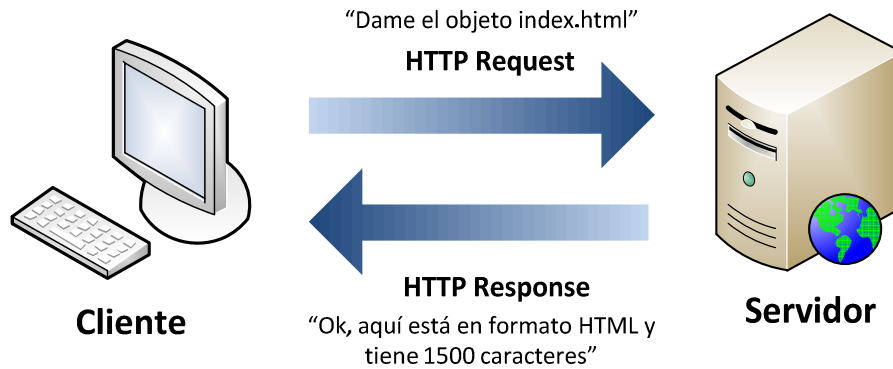 “Dame el objeto index.html”
HTTP Request
Cliente
HTTP Response
“Ok, aquí está en formato HTML y
tiene 1500 caracteres”
Servidor